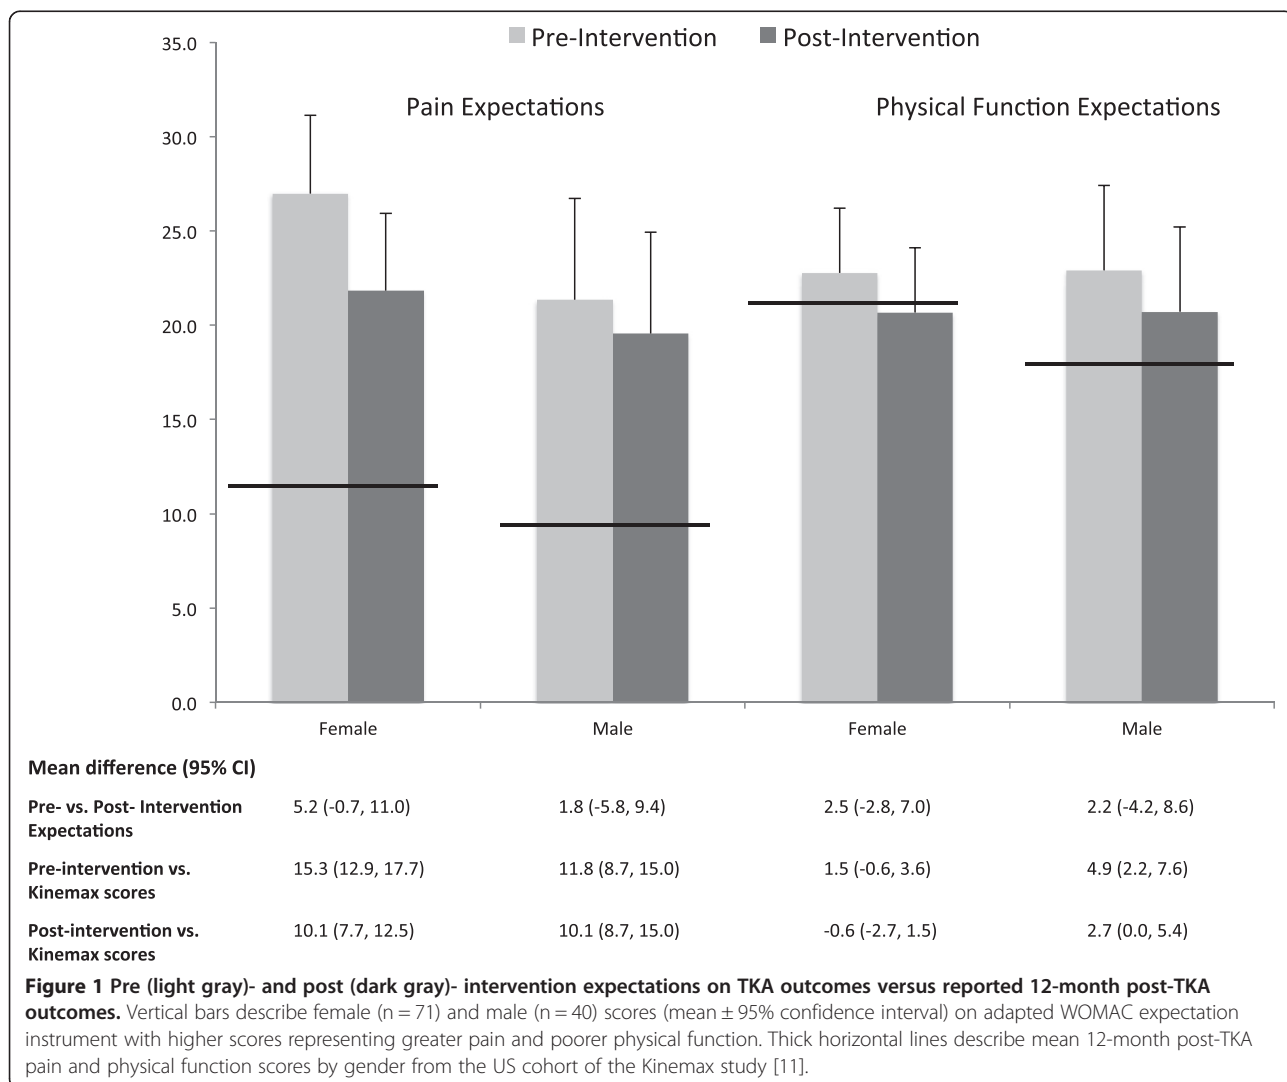 35.0
Pre-Intervention
Post-Intervention
Pain Expectations
Physical Function Expectations
30.0
25.0
20.0
15.0
10.0
5.0
0.0
Female
Male
Female
Male
Mean difference (95% CI)
Pre- vs. Post- Intervention 5.2 (-0.7, 11.0) 1.8 (-5.8, 9.4) 2.5 (-2.8, 7.0) 2.2 (-4.2, 8.6)
Expectations
Pre-intervention vs. 15.3 (12.9, 17.7) 11.8 (8.7, 15.0) 1.5 (-0.6, 3.6) 4.9 (2.2, 7.6)
Kinemax scores
Post-intervention vs. 10.1 (7.7, 12.5) 10.1 (8.7, 15.0) -0.6 (-2.7, 1.5) 2.7 (0.0, 5.4)
Kinemax scores
Figure 1 Pre (light gray)- and post (dark gray)- intervention expectations on TKA outcomes versus reported 12-month post-TKA
outcomes. Vertical bars describe female (n = 71) and male (n = 40) scores (mean ± 95% confidence interval) on adapted WOMAC expectation
instrument with higher scores representing greater pain and poorer physical function. Thick horizontal lines describe mean 12-month post-TKA
pain and physical function scores by gender from the US cohort of the Kinemax study [11].